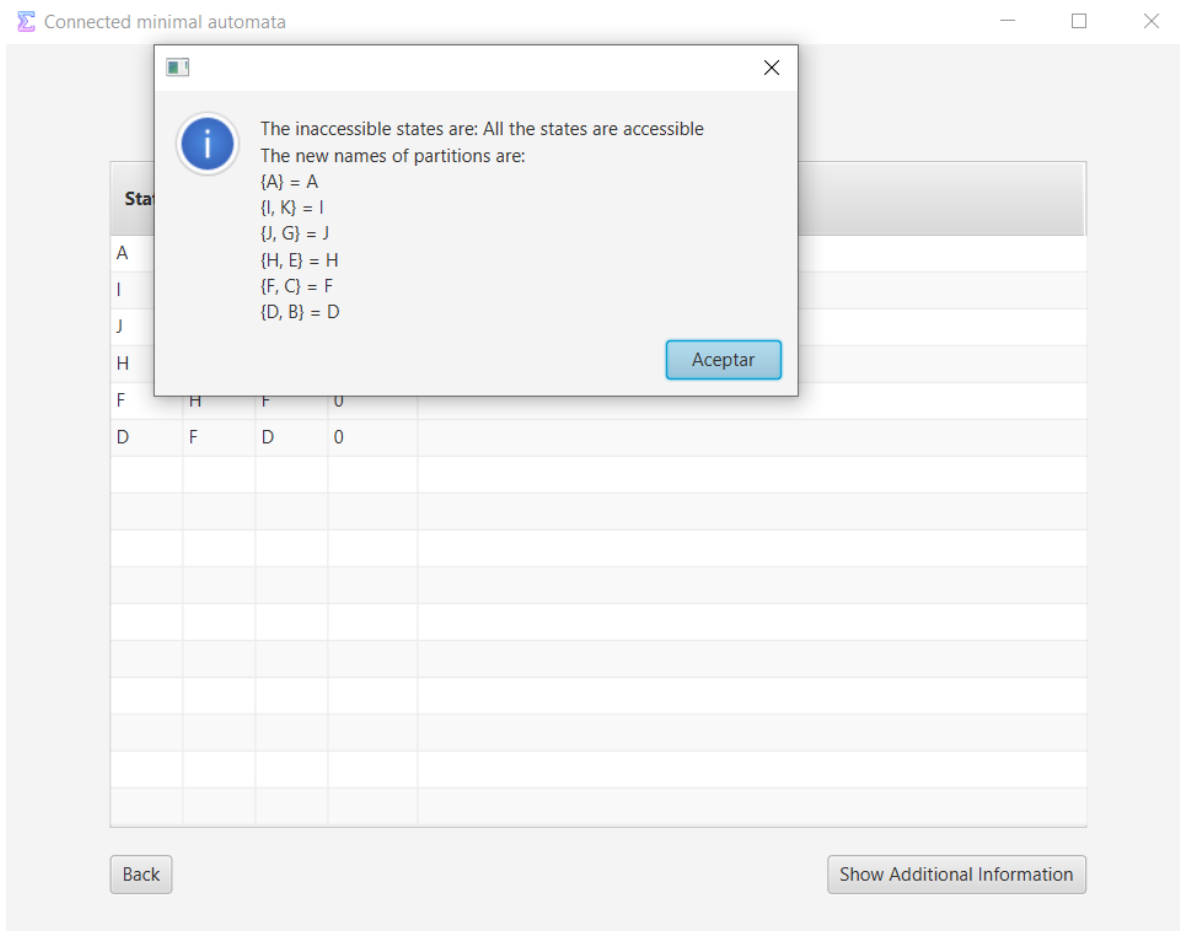 Connected minimal automata
The inaccessible states are: All the states are accessible
The new names of partitions are:
{A} = A
{I, K} = I
{J, G} = J
{H, E} = H
{F, C} = F
{D, B} = D
Aceptar
A
I
J
H
F H F 0
D F D 0
Back Show Additional Information